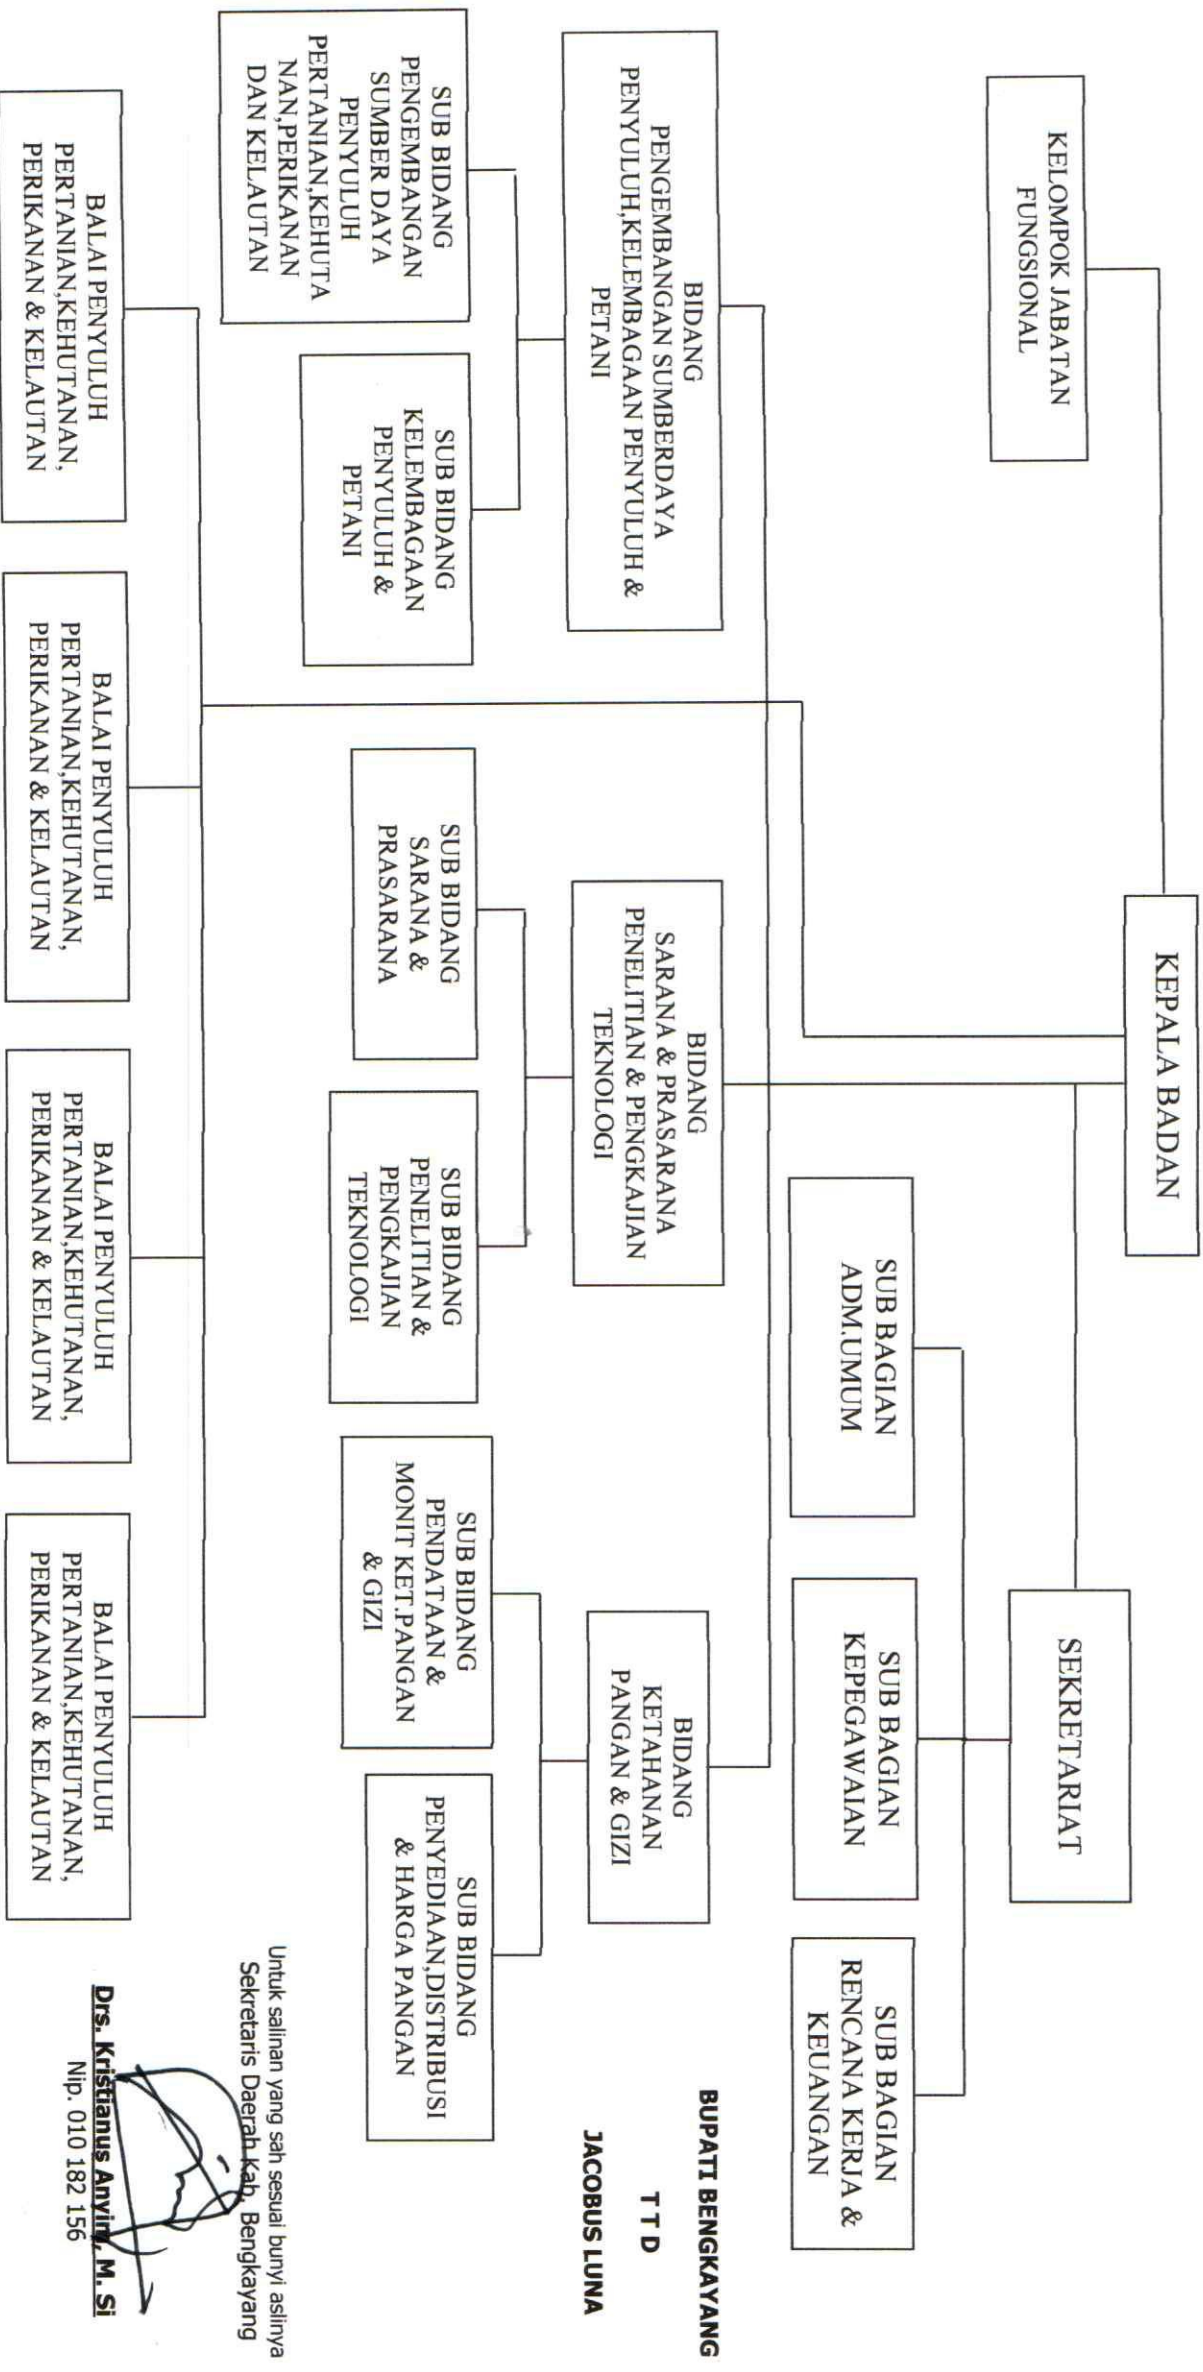 KEPALA BADAN
KELOMPOK JABATAN
FUNGSIONAL
SEKRETARIAT
SUB BAGIAN
ADM.UMUM
SUB BAGIAN
KEPEGAWAIAN
SUB BAGIAN
RENCANA KERJA &
KEUANGAN
BIDANG
PENGEMBANGAN SUMBERDAYA
PENYULUH,KELEMBAGAAN PENYULUH &
PETANI
BIDANG
SARANA & PRASARANA
PENELITIAN & PENGKAJIAN
TEKNOLOGI
BIDANG
KETAHANAN
PANGAN & GIZI
SUB BIDANG
PENGEMBANGAN
SUMBER DAYA
PENYULUH
PERTANIAN,KEHUTA
NAN,PERIKANAN
DAN KELAUTAN
SUB BIDANG
KELEMBAGAAN
PENYULUH &
PETANI
SUB BIDANG
SARANA &
PRASARANA
SUB BIDANG
PENELITIAN &
PENGKAJIAN
TEKNOLOGI
SUB BIDANG
PENDATAAN &
MONIT KET.PANGAN
& GIZI
SUB BIDANG
PENYEDIAAN,DISTRIBUSI
& HARGA PANGAN
BALAI PENYULUH
PERTANIAN,KEHUTANAN,
PERIKANAN & KELAUTAN
BALAI PENYULUH
PERTANIAN,KEHUTANAN,
PERIKANAN & KELAUTAN
BALAI PENYULUH
PERTANIAN,KEHUTANAN,
PERIKANAN & KELAUTAN
BALAI PENYULUH
PERTANIAN,KEHUTANAN,
PERIKANAN & KELAUTAN
BUPATI BENGKAYANG
T T D
JACOBUS LUNA
Untuk salinan yang sah sesuai bunyi aslinya
Sekretaris Daerah Kab. Bengkayang
Drs. Kristianus Anyim, M. Si
Nip. 010 182 156